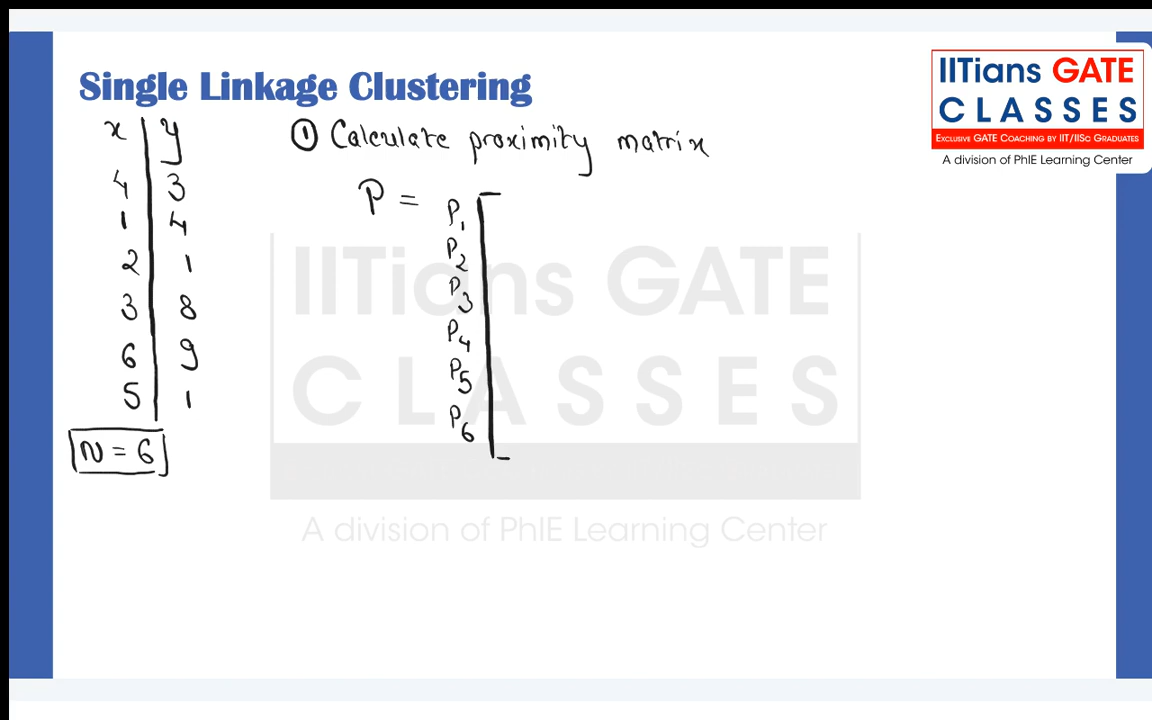 Single Linkage Clustering
IITians GATE
CLASSES
EXCLUSIVE GATE COACHING BY IIT/IISC GRADUATES
A division of PhIE Learning Center
x y
4 3
1 4
2 1
3 8
6 9
5 1
N = 6
① Calculate proximity matrix
P =
P1
P2
P3
P4
P5
P6
IITians GATE
CLASSES
A division of PhIE Learning Center